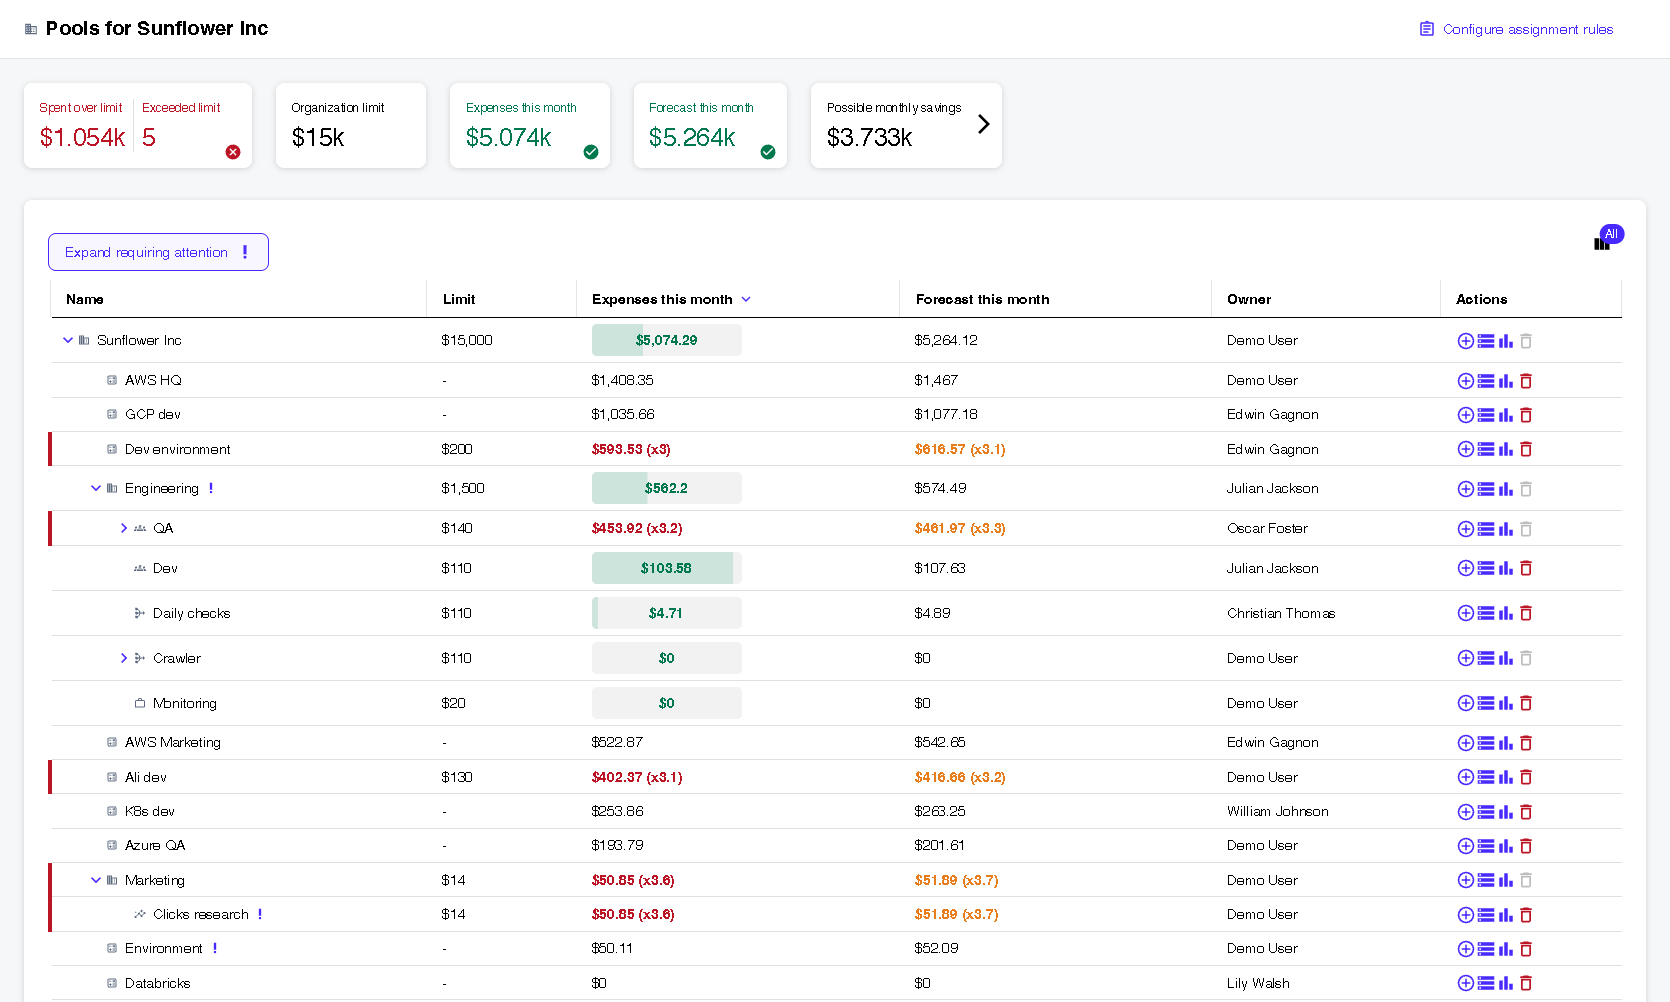 Pools for Sunflower Inc
Configure assignment rules
Spent over limit Exceeded limit
$1.054k 5
Organization limit
$15k
Expenses this month
$5.074k
Forecast this month
$5.264k
Possible monthly savings
$3.733k
Expand requiring attention !
All
Name Limit Expenses this month Forecast this month Owner Actions
Sunflower Inc $15,000 $5,074.29 $5,264.12 Demo User
AWS HQ - $1,408.35 $1,467 Demo User
GCP dev - $1,035.66 $1,077.18 Edwin Gagnon
Dev environment $200 $593.53 (x3) $616.57 (x3.1) Edwin Gagnon
Engineering ! $1,500 $562.2 $574.49 Julian Jackson
QA $140 $453.92 (x3.2) $461.97 (x3.3) Oscar Foster
Dev $110 $103.58 $107.63 Julian Jackson
Daily checks $110 $4.71 $4.89 Christian Thomas
Crawler $110 $0 $0 Demo User
Monitoring $20 $0 $0 Demo User
AWS Marketing - $522.87 $542.65 Edwin Gagnon
Ali dev $130 $402.37 (x3.1) $416.66 (x3.2) Demo User
K8s dev - $253.86 $263.25 William Johnson
Azure QA - $193.79 $201.61 Demo User
Marketing $14 $50.85 (x3.6) $51.89 (x3.7) Demo User
Clicks research ! $14 $50.85 (x3.6) $51.89 (x3.7) Demo User
Environment ! - $50.11 $52.09 Demo User
Databricks - $0 $0 Lily Walsh